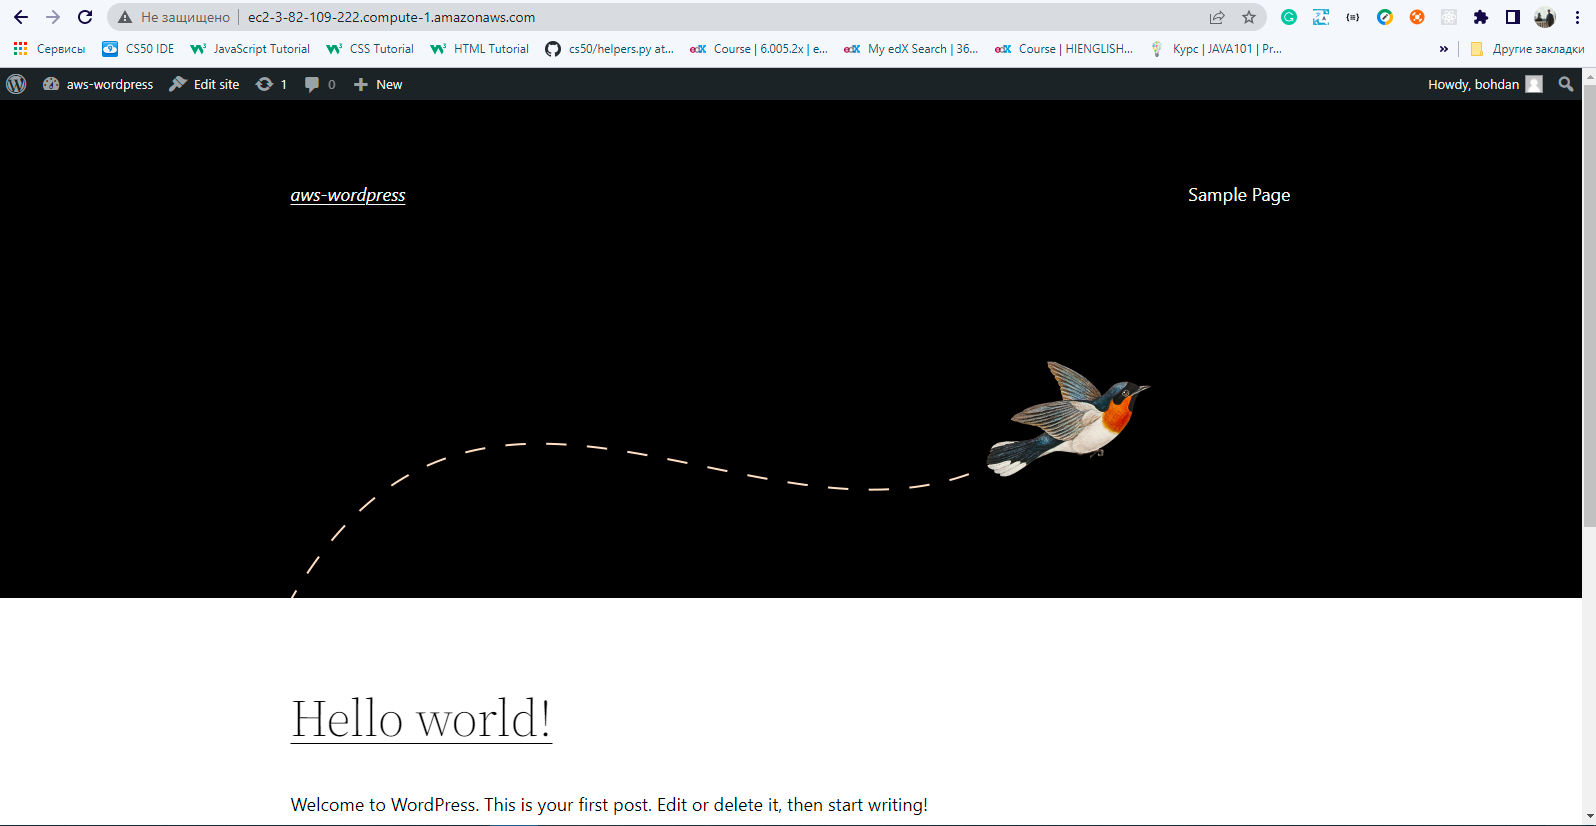 Не защищено ec2-3-82-109-222.compute-1.amazonaws.com
Сервисы CS50 IDE JavaScript Tutorial CSS Tutorial HTML Tutorial cs50/helpers.py at... Course | 6.005.2x | e... My edX Search | 36... Course | HIENGLISH... Курс | JAVA101 | Pr... » Другие закладки
aws-wordpress Edit site 1 0 New Howdy, bohdan
aws-wordpress Sample Page
Hello world!
Welcome to WordPress. This is your first post. Edit or delete it, then start writing!